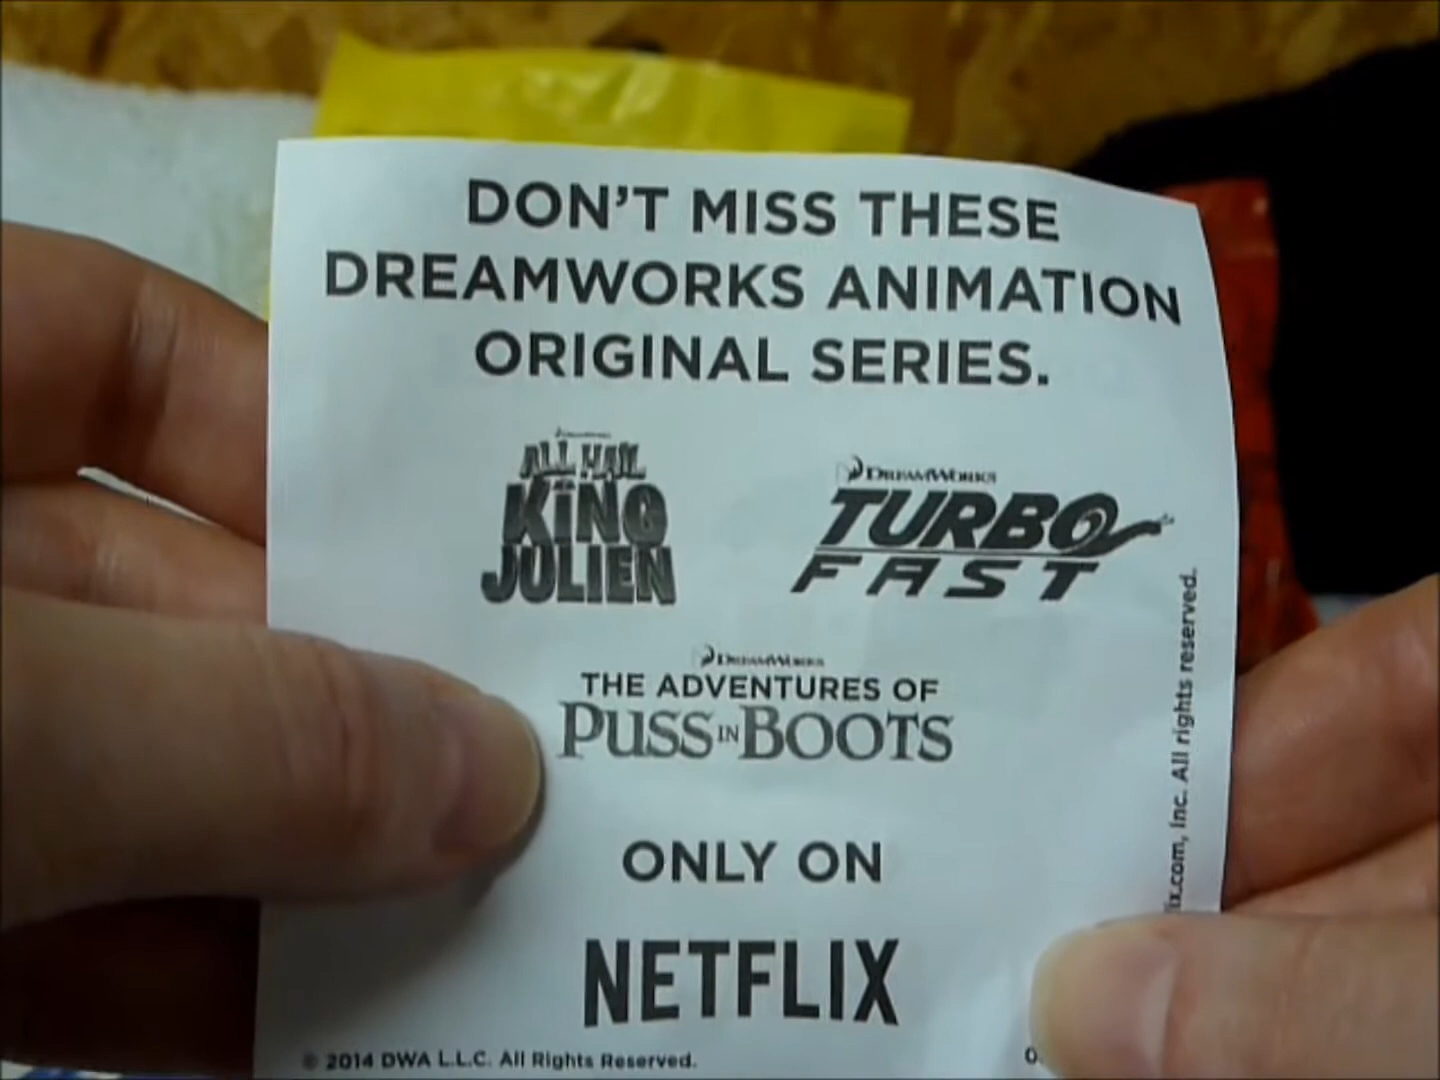 DON'T MISS THESE
DREAMWORKS ANIMATION
ORIGINAL SERIES.
ALL HAIL
KING
JULIEN
DREAMWORKS
TURBO
FAST
DREAMWORKS
THE ADVENTURES OF
PUSS IN BOOTS
ONLY ON
NETFLIX
© 2014 DWA L.L.C. All Rights Reserved.
Inc. All rights reserved.